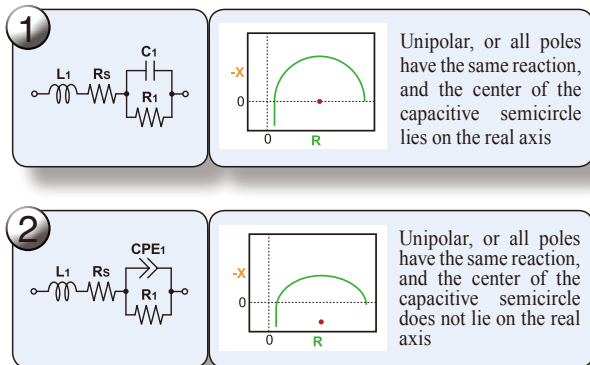 1
L1 Rs C1 R1
-X
0
0
R
Unipolar, or all poles
have the same reaction,
and the center of the
capacitive semicircle
lies on the real axis
2
L1 Rs CPE1 R1
-X
0
0
R
Unipolar, or all poles
have the same reaction,
and the center of the
capacitive semicircle
does not lie on the real
axis